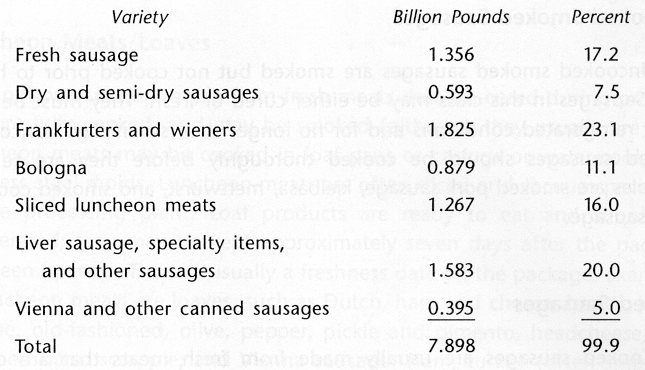 Variety Billion Pounds Percent
Fresh sausage 1.356 17.2
Dry and semi-dry sausages 0.593 7.5
Frankfurters and wieners 1.825 23.1
Bologna 0.879 11.1
Sliced luncheon meats 1.267 16.0
Liver sausage, specialty items,
and other sausages 1.583 20.0
Vienna and other canned sausages 0.395 5.0
Total 7.898 99.9